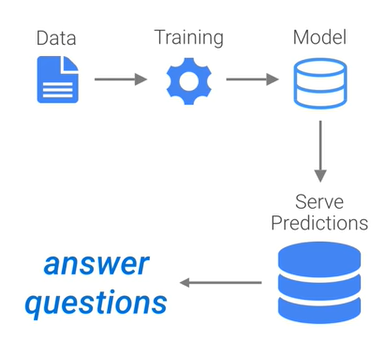 Data
Training
Model
Serve
Predictions
answer
questions